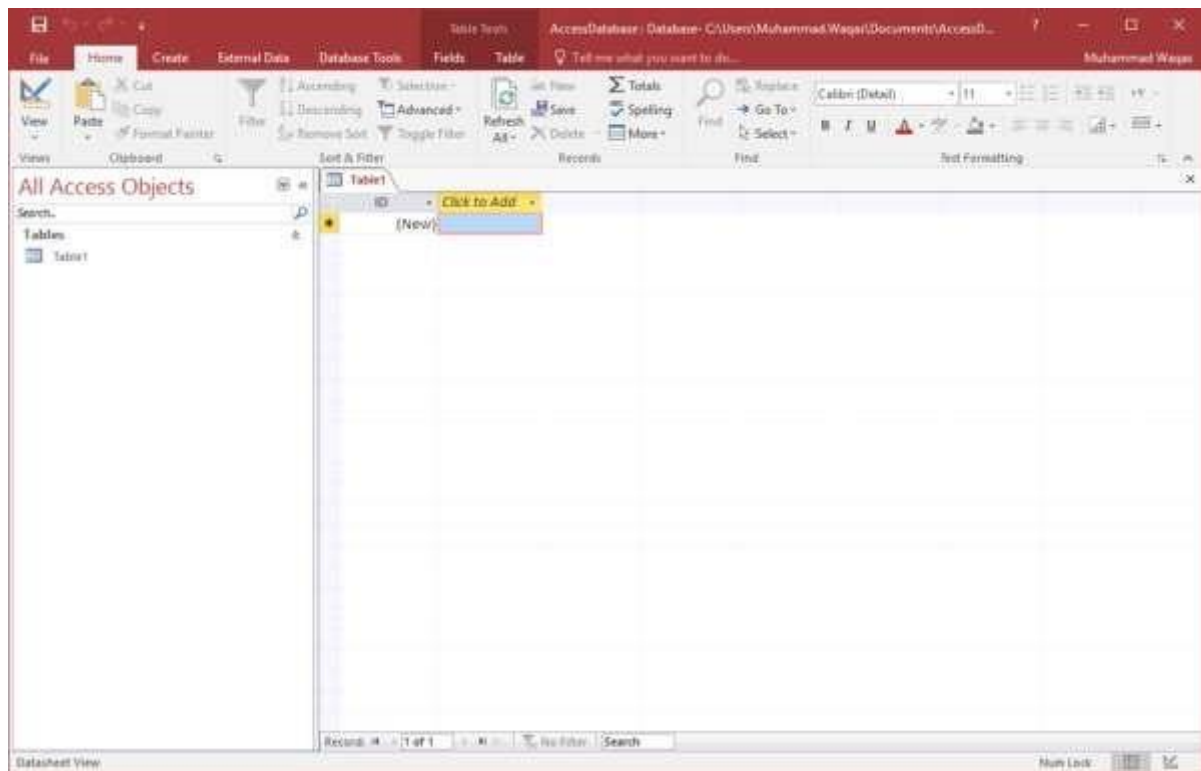 Table Tools AccessDatabase : Database- C:\Users\Muhammad.Waqas\Documents\AccessD... ?
File Home Create External Data Database Tools Fields Table Tell me what you want to do... Muhammad Waqas
View Paste Cut Copy Format Painter
Filter Ascending Descending Remove Sort Selection Advanced Toggle Filter
Refresh All New Save Delete Totals Spelling More
Find Replace Go To Select
Calibri (Detail) 11
B I U A
Views Clipboard Sort & Filter Records Find Text Formatting
All Access Objects
Search..
Tables
Table1
Table1
ID Click to Add
(New)
Record: 1 of 1 No Filter Search
Datasheet View Num Lock